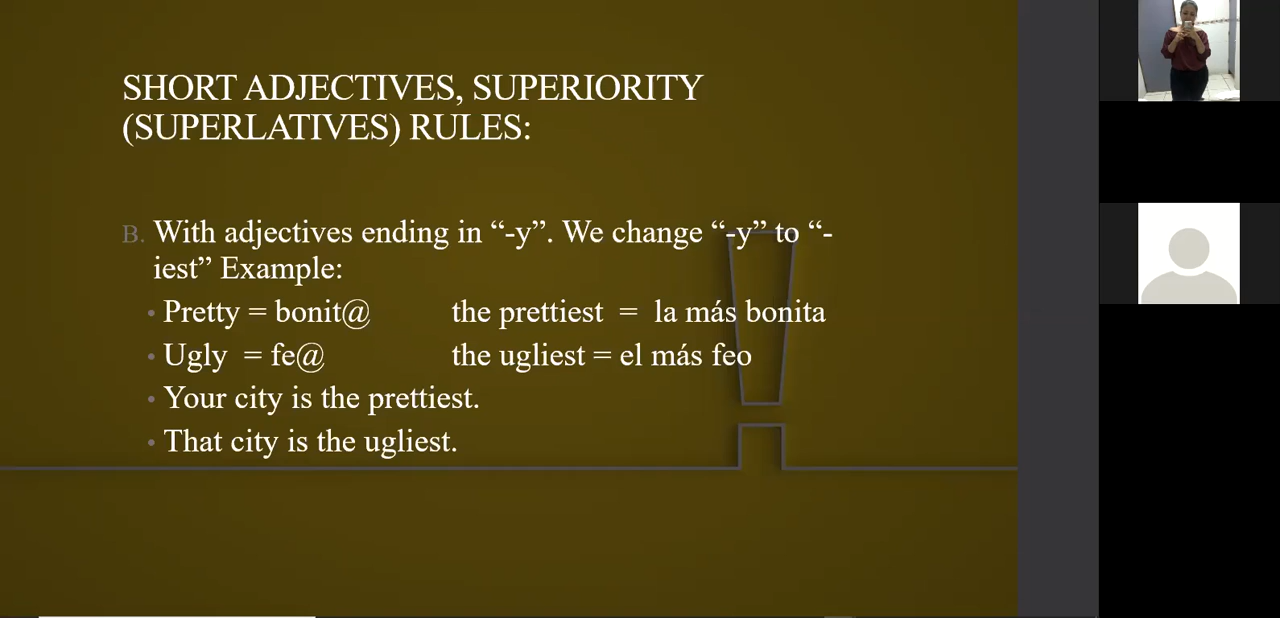 SHORT ADJECTIVES, SUPERIORITY
(SUPERLATIVES) RULES:
B. With adjectives ending in “-y”. We change “-y” to “-
iest” Example:
• Pretty = bonit@ the prettiest = la más bonita
• Ugly = fe@ the ugliest = el más feo
• Your city is the prettiest.
• That city is the ugliest.